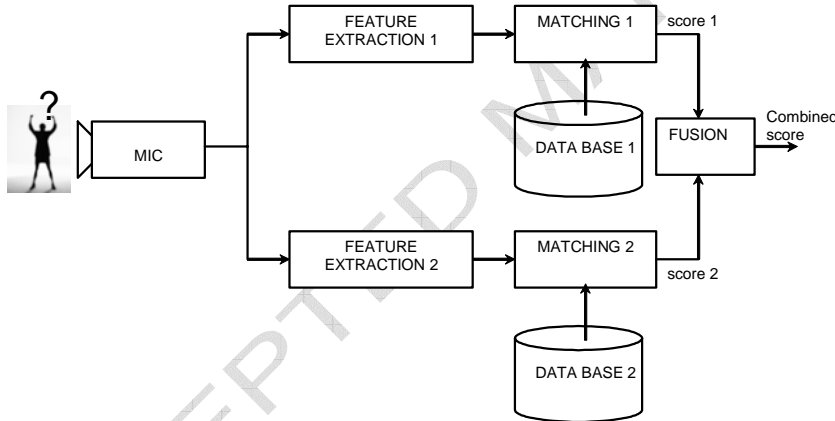 FEATURE
EXTRACTION 1
MATCHING 1
score 1
?
MIC
DATA BASE 1
FUSION
Combined
score
FEATURE
EXTRACTION 2
MATCHING 2
score 2
DATA BASE 2